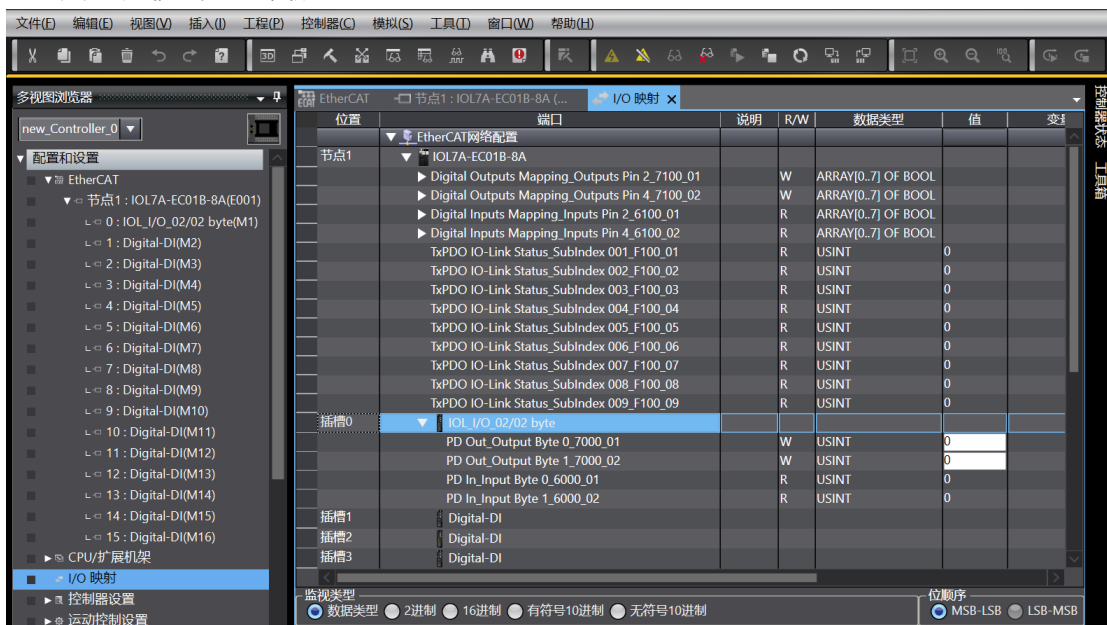 文件(F) 编辑(E) 视图(V) 插入(I) 工程(P) 控制器(C) 模拟(S) 工具(T) 窗口(W) 帮助(H)
3D
100
多视图浏览器
new_Controller_0
配置和设置
EtherCAT
节点1 : IOL7A-EC01B-8A(E001)
0 : IOL_I/O_02/02 byte(M1)
1 : Digital-DI(M2)
2 : Digital-DI(M3)
3 : Digital-DI(M4)
4 : Digital-DI(M5)
5 : Digital-DI(M6)
6 : Digital-DI(M7)
7 : Digital-DI(M8)
8 : Digital-DI(M9)
9 : Digital-DI(M10)
10 : Digital-DI(M11)
11 : Digital-DI(M12)
12 : Digital-DI(M13)
13 : Digital-DI(M14)
14 : Digital-DI(M15)
15 : Digital-DI(M16)
CPU/扩展机架
I/O 映射
控制器设置
运动控制设置
EtherCAT 节点1 : IOL7A-EC01B-8A (... I/O 映射
位置 端口 说明 R/W 数据类型 值
EtherCAT网络配置
节点1 IOL7A-EC01B-8A
Digital Outputs Mapping_Outputs Pin 2_7100_01 W ARRAY[0..7] OF BOOL
Digital Outputs Mapping_Outputs Pin 4_7100_02 W ARRAY[0..7] OF BOOL
Digital Inputs Mapping_Inputs Pin 2_6100_01 R ARRAY[0..7] OF BOOL
Digital Inputs Mapping_Inputs Pin 4_6100_02 R ARRAY[0..7] OF BOOL
TxPDO IO-Link Status_SubIndex 001_F100_01 R USINT 0
TxPDO IO-Link Status_SubIndex 002_F100_02 R USINT 0
TxPDO IO-Link Status_SubIndex 003_F100_03 R USINT 0
TxPDO IO-Link Status_SubIndex 004_F100_04 R USINT 0
TxPDO IO-Link Status_SubIndex 005_F100_05 R USINT 0
TxPDO IO-Link Status_SubIndex 006_F100_06 R USINT 0
TxPDO IO-Link Status_SubIndex 007_F100_07 R USINT 0
TxPDO IO-Link Status_SubIndex 008_F100_08 R USINT 0
TxPDO IO-Link Status_SubIndex 009_F100_09 R USINT 0
插槽0 IOL_I/O_02/02 byte
PD Out_Output Byte 0_7000_01 W USINT 0
PD Out_Output Byte 1_7000_02 W USINT 0
PD In_Input Byte 0_6000_01 R USINT 0
PD In_Input Byte 1_6000_02 R USINT 0
插槽1 Digital-DI
插槽2 Digital-DI
插槽3 Digital-DI
监视类型
数据类型 2进制 16进制 有符号10进制 无符号10进制
位顺序
MSB-LSB LSB-MSB
控制器状态
工具箱